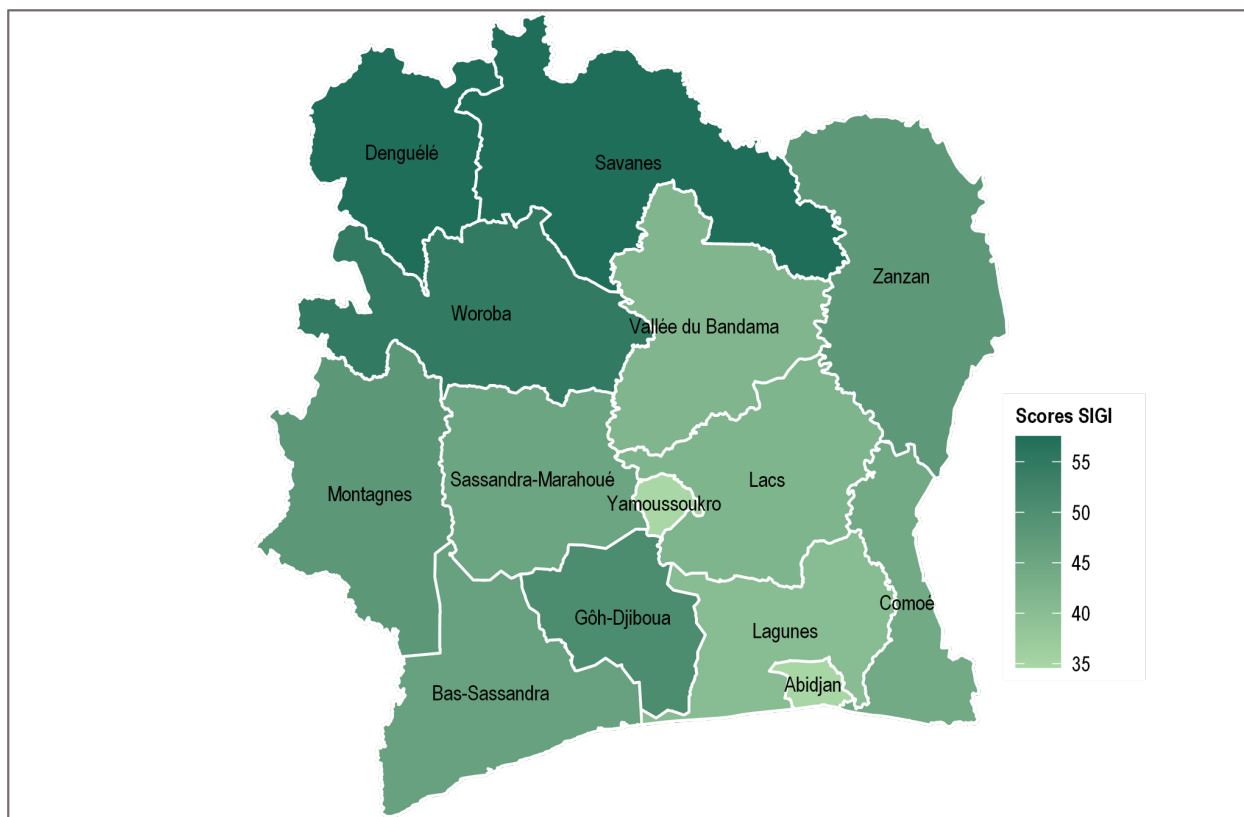 Denguélé
Savanes
Zanzan
Woroba
Vallée du Bandama
Montagnes
Sassandra-Marahoué
Lacs
Yamoussoukro
Gôh-Djiboua
Comoé
Lagunes
Bas-Sassandra
Abidjan
Scores SIGI
55
50
45
40
35